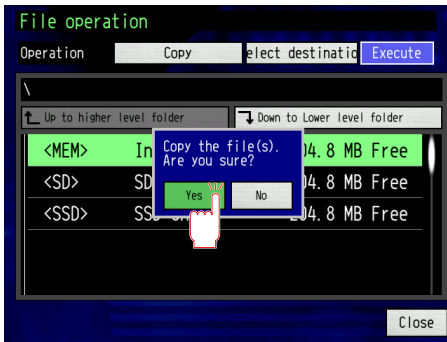 File operation
Operation Copy elect destinatio Execute
\
Up to higher level folder Down to Lower level folder
<MEM> In 04. 8 MB Free
<SD> SD 04. 8 MB Free
<SSD> SSD 204. 8 MB Free
Copy the file(s).
Are you sure?
Yes No
Close